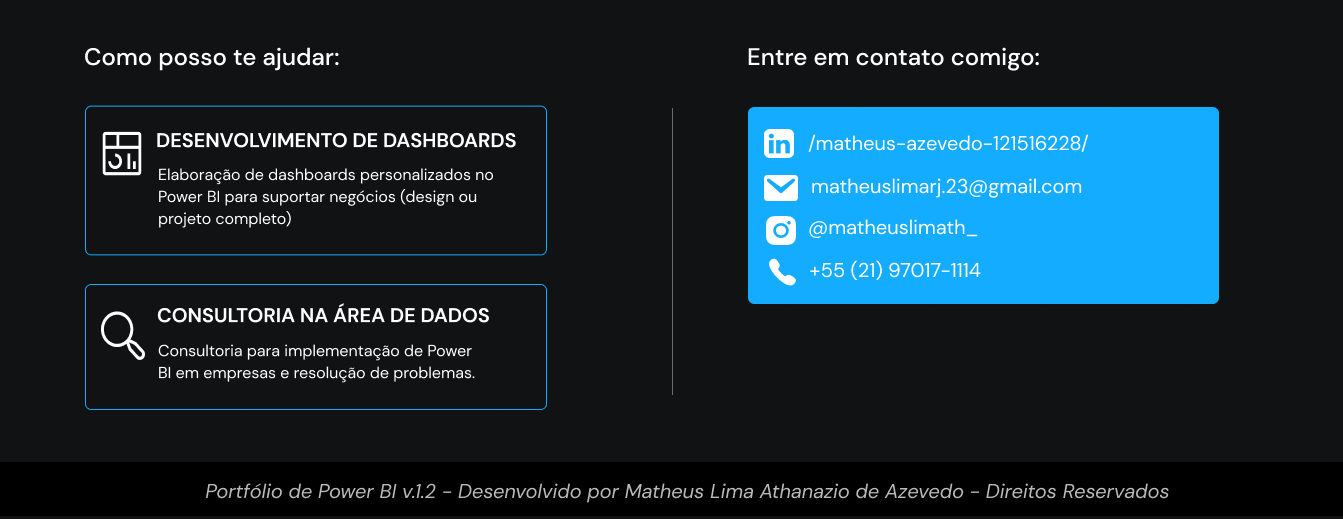 Como posso te ajudar:
DESENVOLVIMENTO DE DASHBOARDS
Elaboração de dashboards personalizados no
Power BI para suportar negócios (design ou
projeto completo)
CONSULTORIA NA ÁREA DE DADOS
Consultoria para implementação de Power
BI em empresas e resolução de problemas.
Entre em contato comigo:
in
/matheus-azevedo-121516228/
matheuslimarj.23@gmail.com
@matheuslimath_
+55 (21) 97017-1114
Portfólio de Power BI v.1.2 - Desenvolvido por Matheus Lima Athanazio de Azevedo - Direitos Reservados